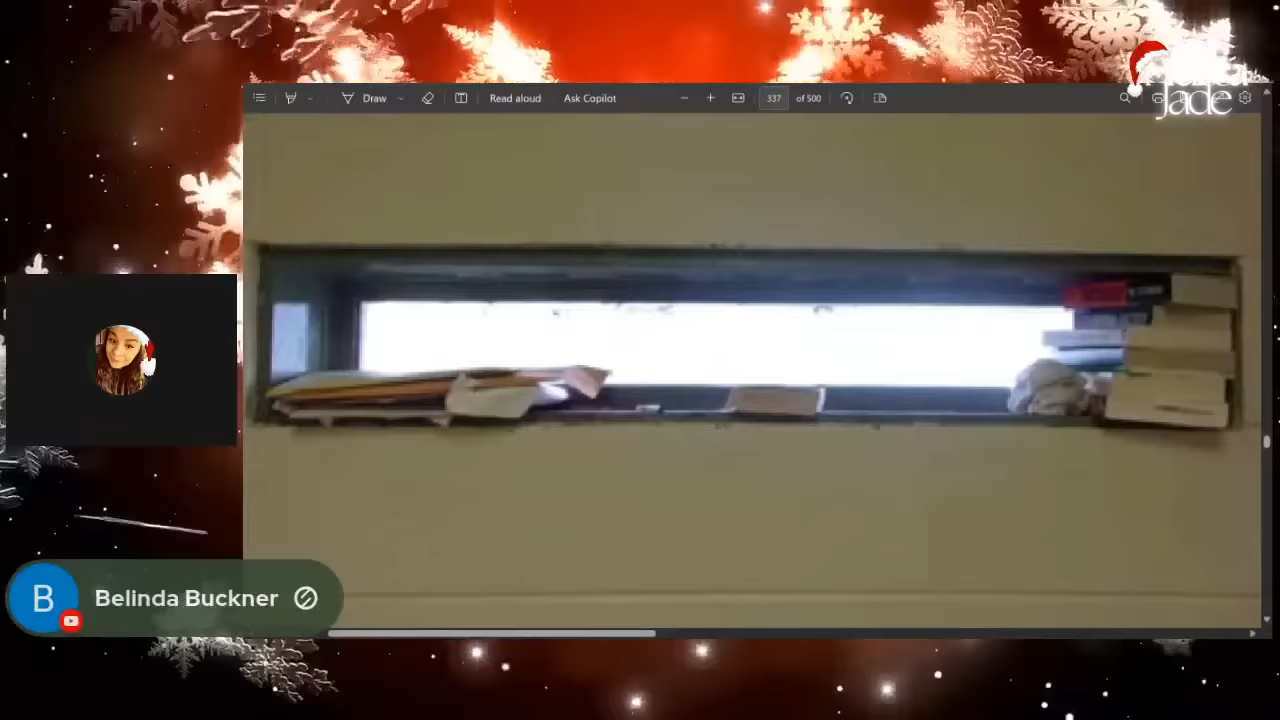 Draw
Read aloud
Ask Copilot
337
of 500
Jade
B
Belinda Buckner